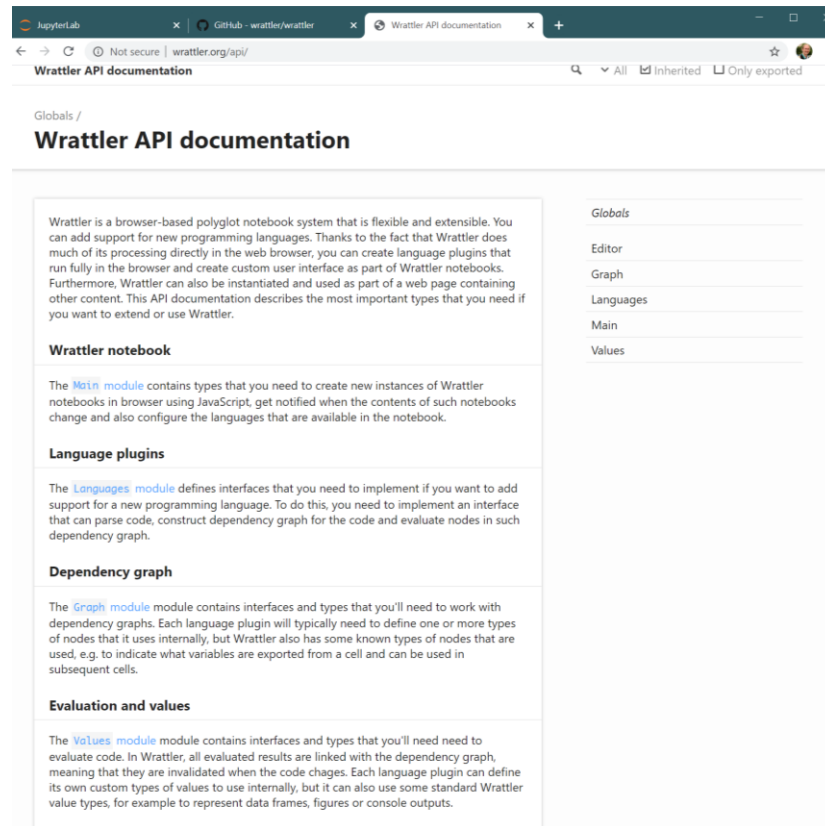 JupyterLab
GitHub - wrattler/wrattler
Wrattler API documentation
Not secure | wrattler.org/api/
Wrattler API documentation
All Inherited Only exported
Globals /
Wrattler API documentation
Wrattler is a browser-based polyglot notebook system that is flexible and extensible. You
can add support for new programming languages. Thanks to the fact that Wrattler does
much of its processing directly in the web browser, you can create language plugins that
run fully in the browser and create custom user interface as part of Wrattler notebooks.
Furthermore, Wrattler can also be instantiated and used as part of a web page containing
other content. This API documentation describes the most important types that you need if
you want to extend or use Wrattler.
Wrattler notebook
The Main module contains types that you need to create new instances of Wrattler
notebooks in browser using JavaScript, get notified when the contents of such notebooks
change and also configure the languages that are available in the notebook.
Language plugins
The Languages module defines interfaces that you need to implement if you want to add
support for a new programming language. To do this, you need to implement an interface
that can parse code, construct dependency graph for the code and evaluate nodes in such
dependency graph.
Dependency graph
The Graph module module contains interfaces and types that you'll need to work with
dependency graphs. Each language plugin will typically need to define one or more types
of nodes that it uses internally, but Wrattler also has some known types of nodes that are
used, e.g. to indicate what variables are exported from a cell and can be used in
subsequent cells.
Evaluation and values
The Values module module contains interfaces and types that you'll need need to
evaluate code. In Wrattler, all evaluated results are linked with the dependency graph,
meaning that they are invalidated when the code chages. Each language plugin can define
its own custom types of values to use internally, but it can also use some standard Wrattler
value types, for example to represent data frames, figures or console outputs.
Globals
Editor
Graph
Languages
Main
Values